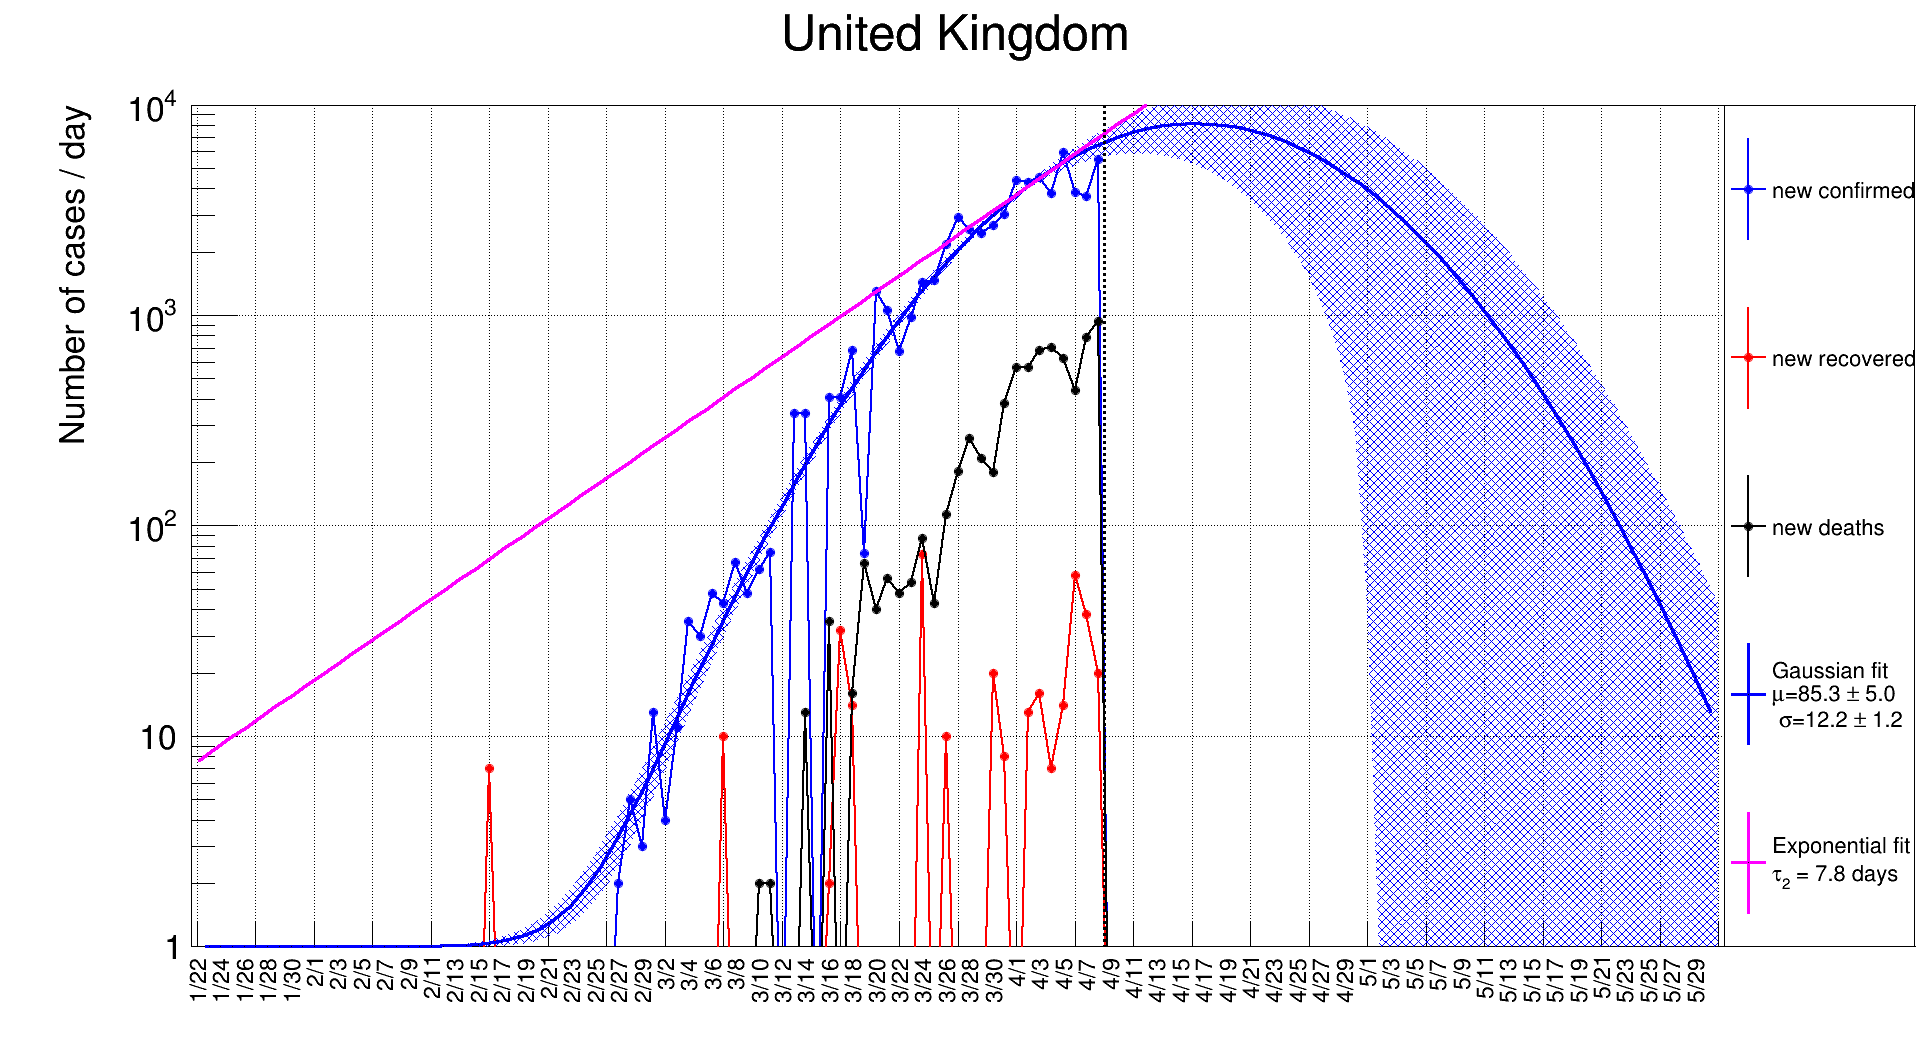 United Kingdom
Number of cases / day
10⁴
10³
10²
10
1
1/22 1/24 1/26 1/28 1/30 2/1 2/3 2/5 2/7 2/9 2/11 2/13 2/15 2/17 2/19 2/21 2/23 2/25 2/27 2/29 3/2 3/4 3/6 3/8 3/10 3/12 3/14 3/16 3/18 3/20 3/22 3/24 3/26 3/28 3/30 4/1 4/3 4/5 4/7 4/9 4/11 4/13 4/15 4/17 4/19 4/21 4/23 4/25 4/27 4/29 5/1 5/3 5/5 5/7 5/9 5/11 5/13 5/15 5/17 5/19 5/21 5/23 5/25 5/27 5/29
new confirmed
new recovered
new deaths
Gaussian fit
μ=85.3 ± 5.0
σ=12.2 ± 1.2
Exponential fit
τ₂ = 7.8 days